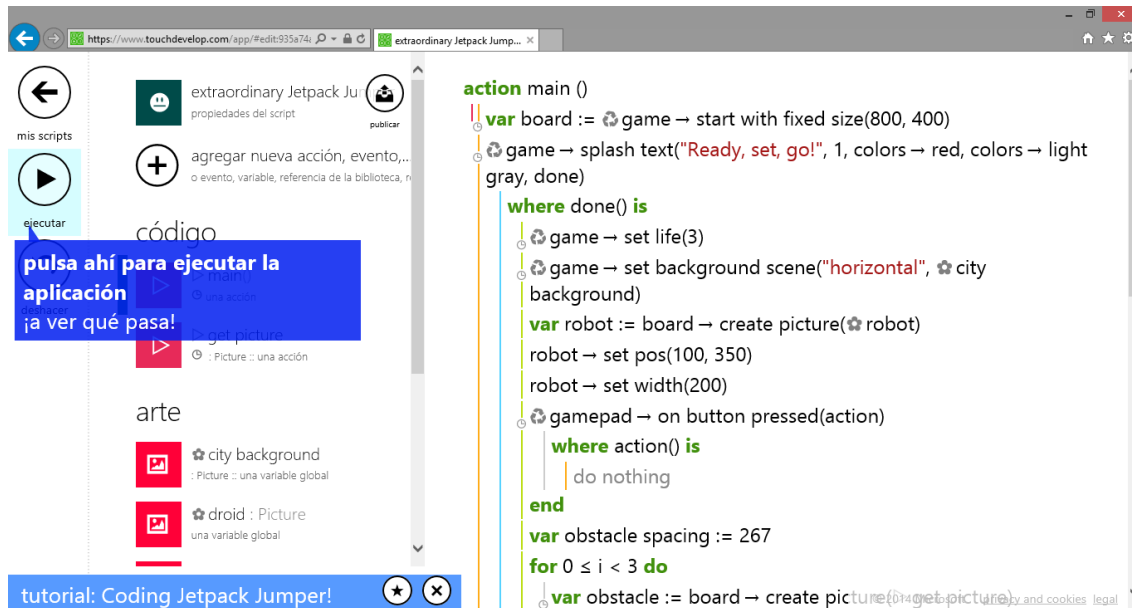 https://www.touchdevelop.com/app/#edit:935a74
extraordinary Jetpack Jump...
mis scripts
ejecutar
deshacer
pulsa ahí para ejecutar la
aplicación
¡a ver qué pasa!
extraordinary Jetpack Jum
propiedades del script
publicar
agregar nueva acción, evento,...
o evento, variable, referencia de la biblioteca, r
código
main()
una acción
get picture
: Picture :: una acción
arte
city background
: Picture :: una variable global
droid : Picture
una variable global
tutorial: Coding Jetpack Jumper!
action main ()
var board := game → start with fixed size(800, 400)
game → splash text("Ready, set, go!", 1, colors → red, colors → light
gray, done)
where done() is
game → set life(3)
game → set background scene("horizontal", city
background)
var robot := board → create picture(robot)
robot → set pos(100, 350)
robot → set width(200)
gamepad → on button pressed(action)
where action() is
do nothing
end
var obstacle spacing := 267
for 0 ≤ i < 3 do
var obstacle := board → create picture( get picture)
© 2014 Microsoft privacy and cookies legal